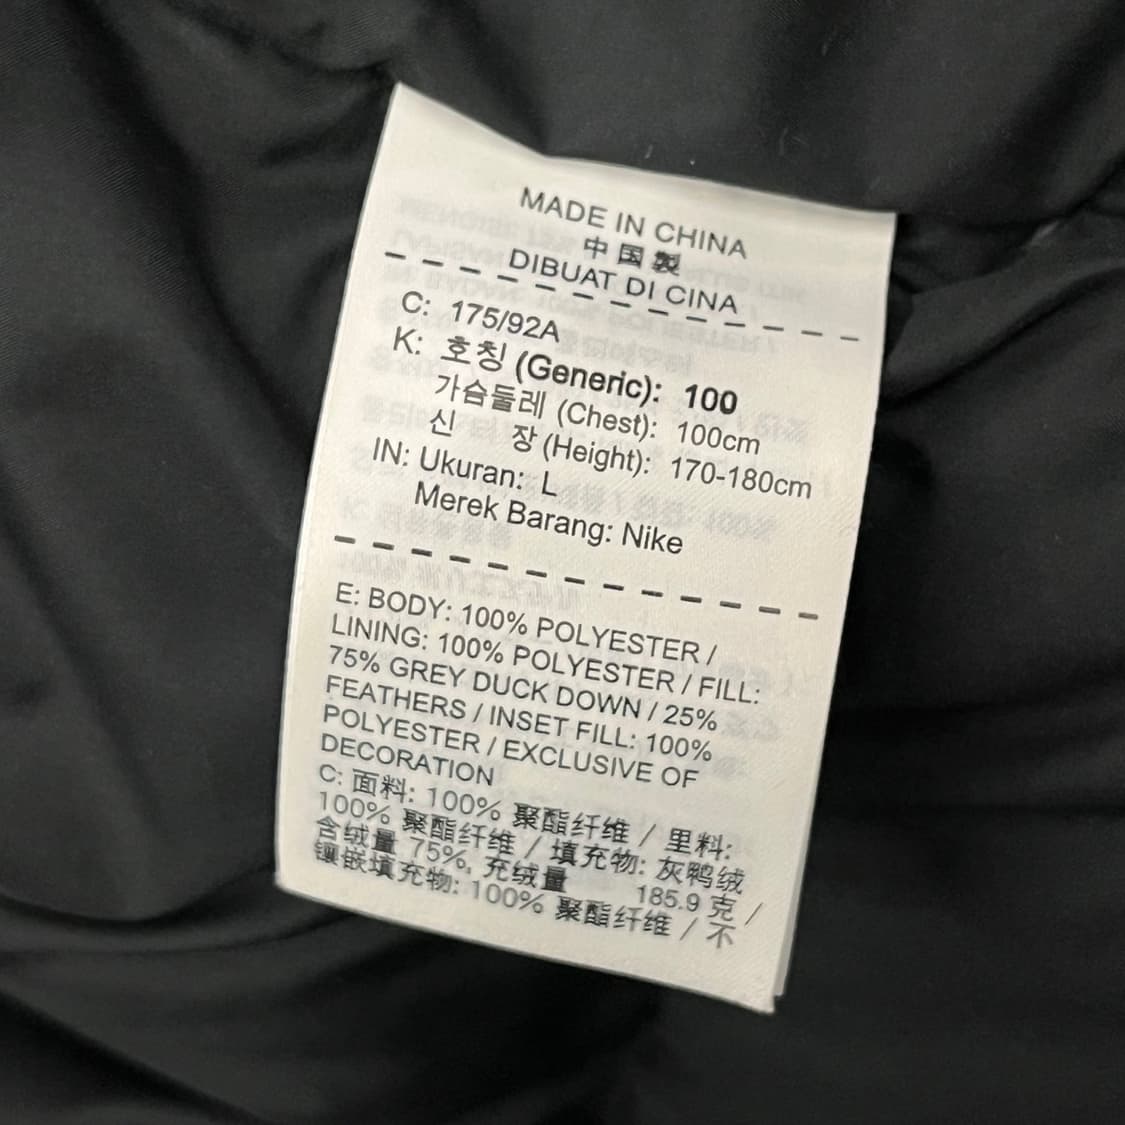 MADE IN CHINA
中国製
DIBUAT DI CINA
C: 175/92A
K: 호칭 (Generic): 100
가슴둘레 (Chest): 100cm
신 장 (Height): 170-180cm
IN: Ukuran: L
Merek Barang: Nike
E: BODY: 100% POLYESTER /
LINING: 100% POLYESTER / FILL:
75% GREY DUCK DOWN / 25%
FEATHERS / INSET FILL: 100%
POLYESTER / EXCLUSIVE OF
DECORATION
C: 面料: 100% 聚酯纤维 / 里料:
100% 聚酯纤维 / 填充物: 灰鸭绒
含绒量 75%, 充绒量 185.9 克 /
镶嵌填充物: 100% 聚酯纤维 / 不